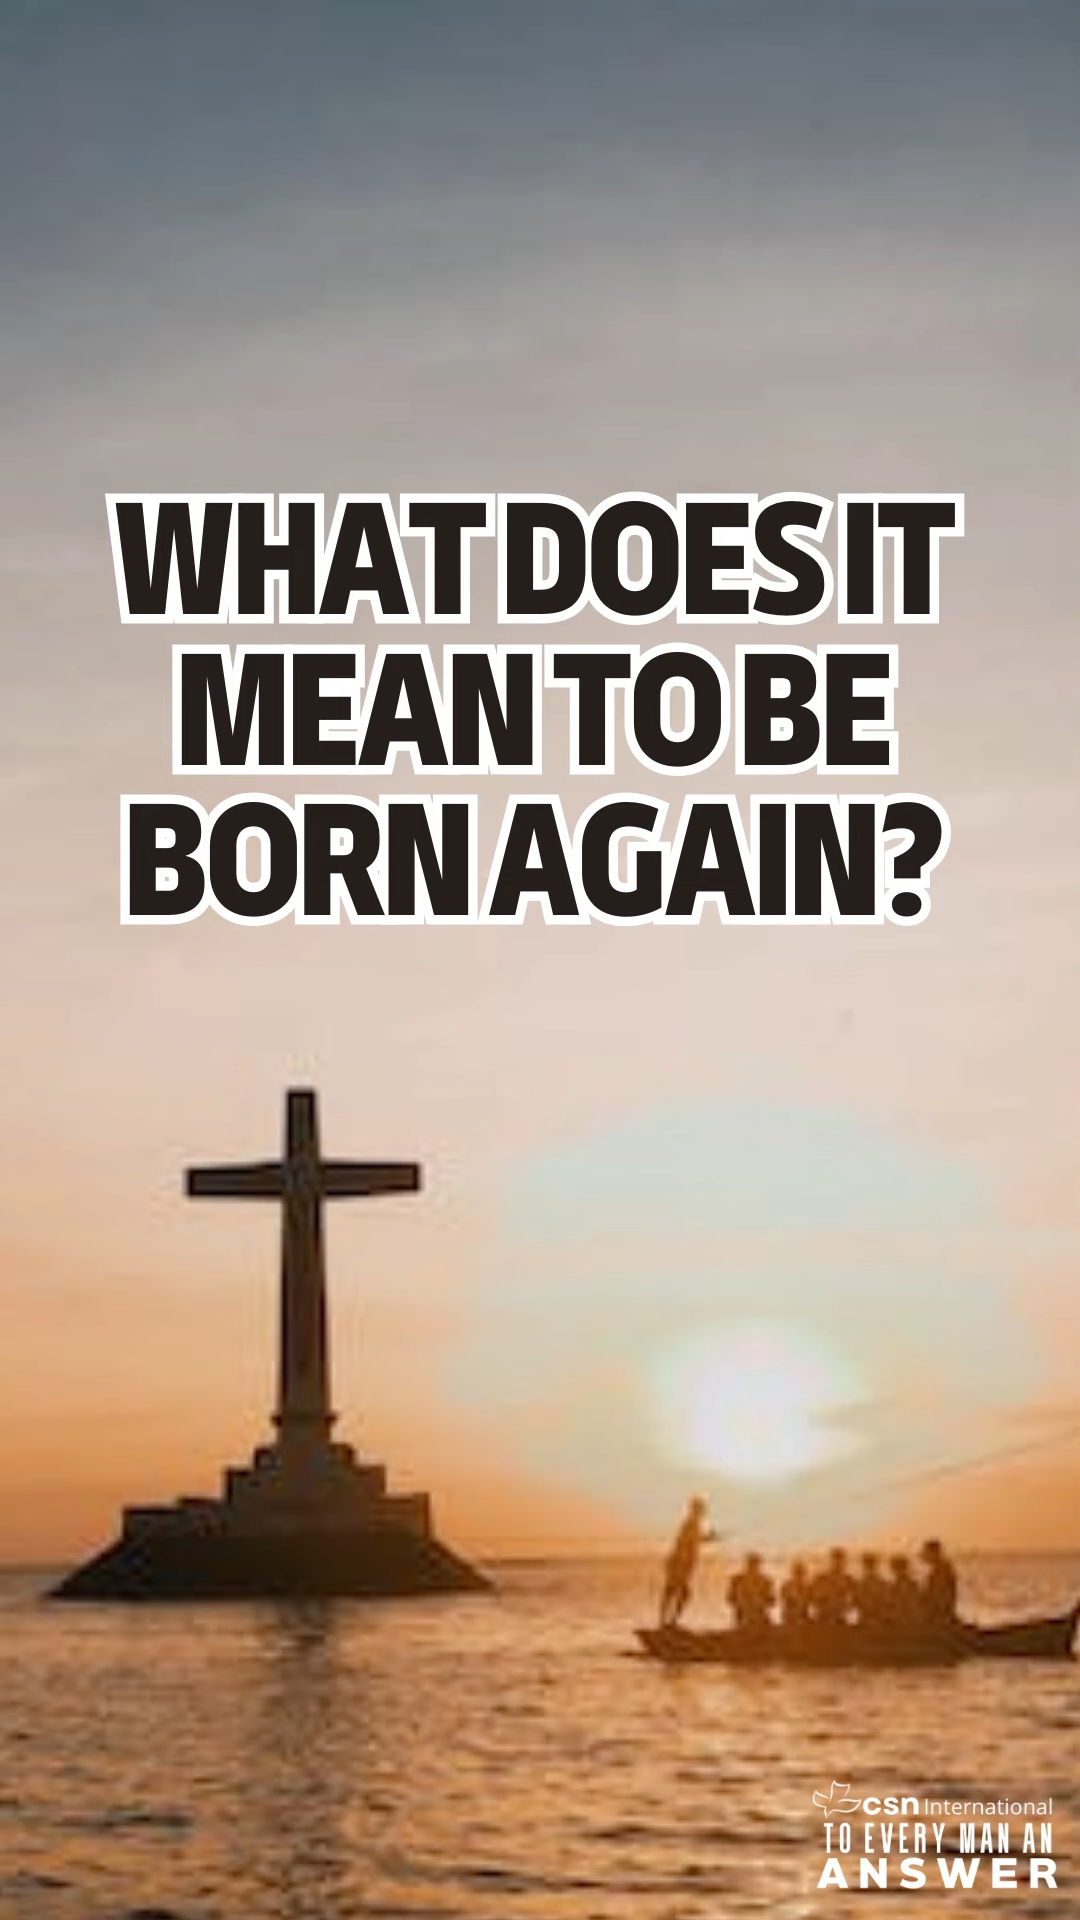 WHAT DOES IT
MEAN TO BE
BORN AGAIN?
csn International
TO EVERY MAN AN
ANSWER